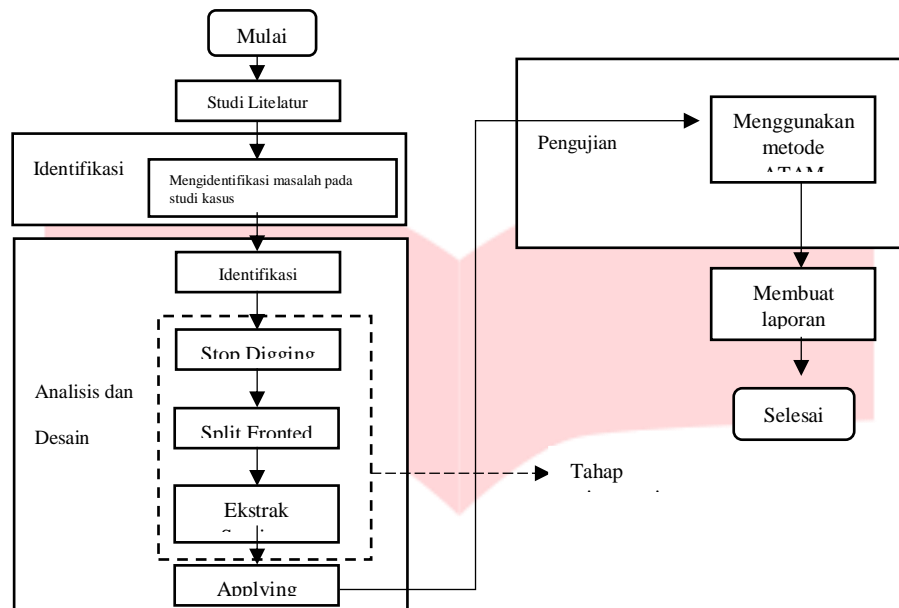 Mulai
Studi Litelatur
Identifikasi
Mengidentifikasi masalah pada
studi kasus
Identifikasi
Analisis dan
Desain
Stop Digging
Split Fronted
Ekstrak
Applying
Tahap
Pengujian
Menggunakan
metode
ATAM
Membuat
laporan
Selesai